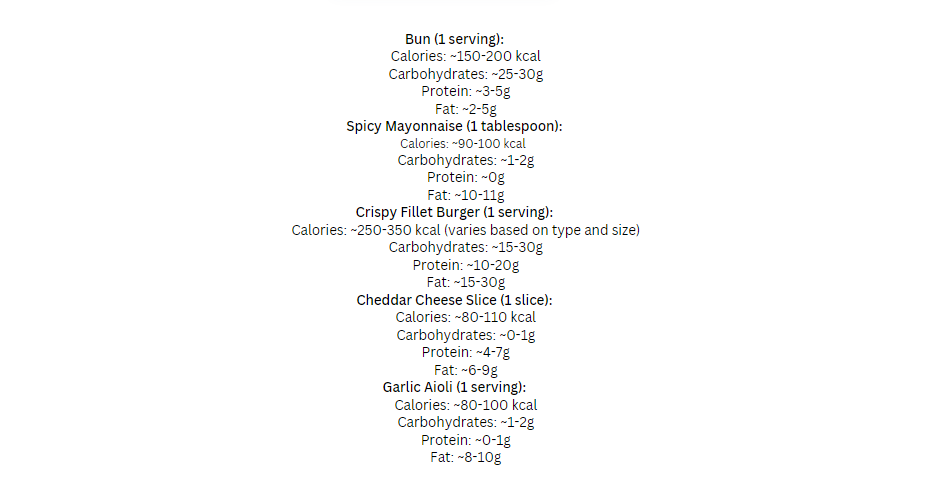 Bun (1 serving):
Calories: ~150-200 kcal
Carbohydrates: ~25-30g
Protein: ~3-5g
Fat: ~2-5g
Spicy Mayonnaise (1 tablespoon):
Calories: ~90-100 kcal
Carbohydrates: ~1-2g
Protein: ~0g
Fat: ~10-11g
Crispy Fillet Burger (1 serving):
Calories: ~250-350 kcal (varies based on type and size)
Carbohydrates: ~15-30g
Protein: ~10-20g
Fat: ~15-30g
Cheddar Cheese Slice (1 slice):
Calories: ~80-110 kcal
Carbohydrates: ~0-1g
Protein: ~4-7g
Fat: ~6-9g
Garlic Aioli (1 serving):
Calories: ~80-100 kcal
Carbohydrates: ~1-2g
Protein: ~0-1g
Fat: ~8-10g